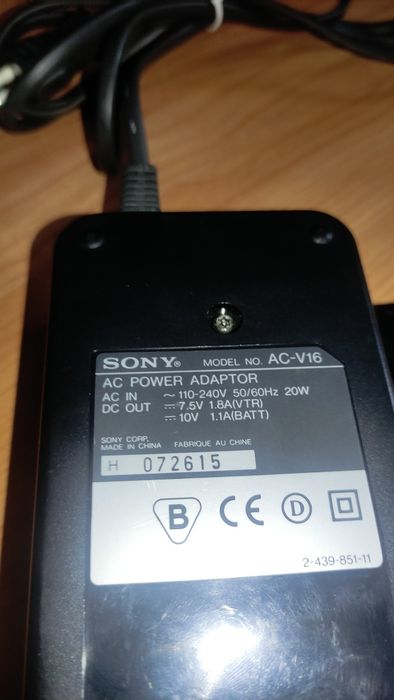 SONY® MODEL NO. AC-V16
AC POWER ADAPTOR
AC IN ~ 110-240V 50/60Hz 20W
DC OUT ⎓ 7.5V 1.8A(VTR)
⎓ 10V 1.1A(BATT)
SONY CORP.
MADE IN CHINA FABRIQUE AU CHINE
H 072615
B CE D
2-439-851-11